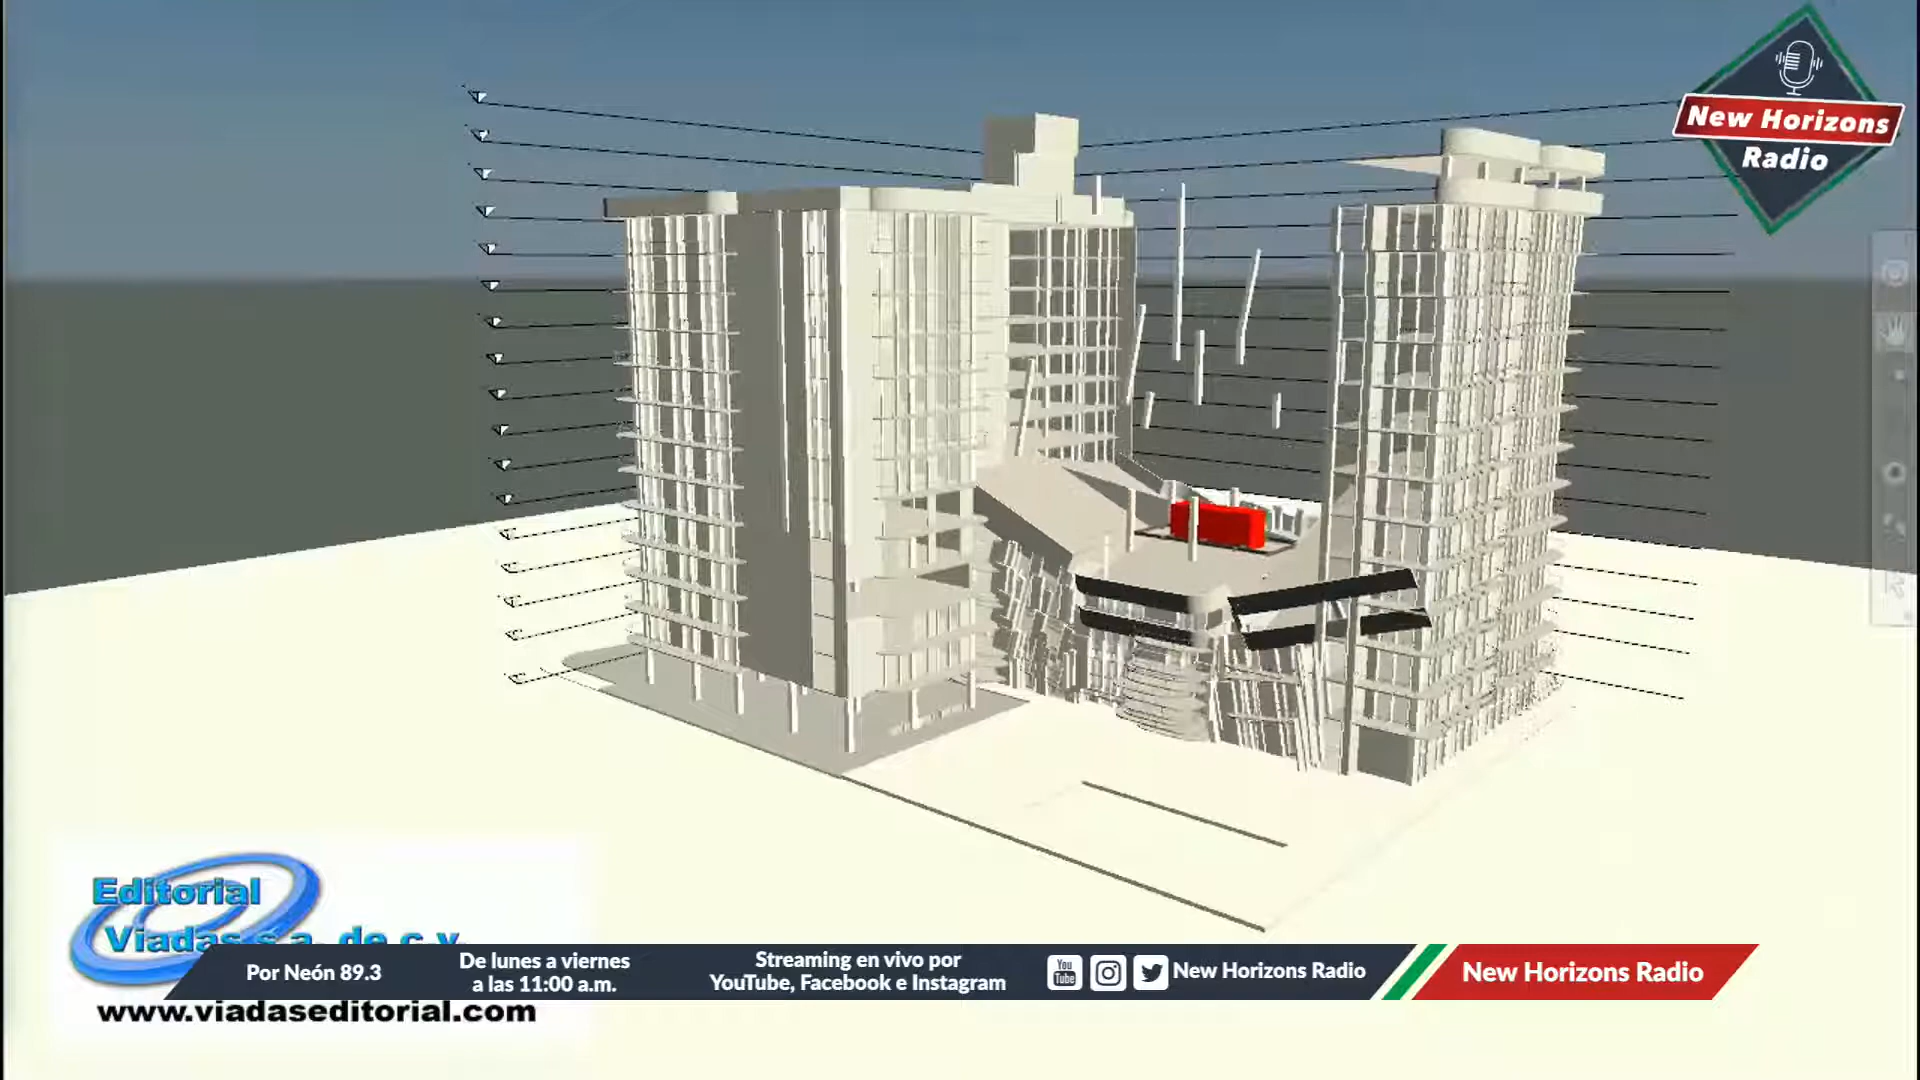 New Horizons
Radio
Editorial
Viadas s.a. de c.v.
Por Neón 89.3
De lunes a viernes
a las 11:00 a.m.
Streaming en vivo por
YouTube, Facebook e Instagram
You
Tube
New Horizons Radio
New Horizons Radio
www.viadaseditorial.com